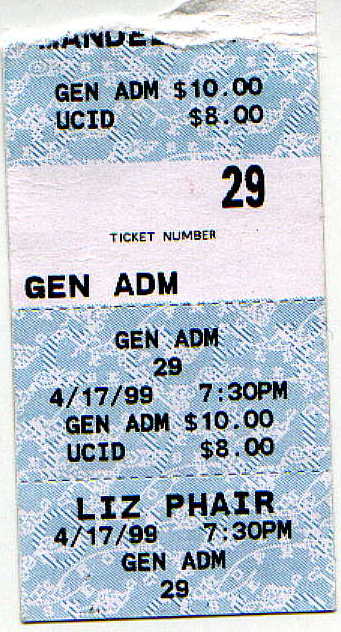 GEN ADM $10.00
UCID $8.00
29
TICKET NUMBER
GEN ADM
GEN ADM
29
4/17/99 7:30PM
GEN ADM $10.00
UCID $8.00
LIZ PHAIR
4/17/99 7:30PM
GEN ADM
29